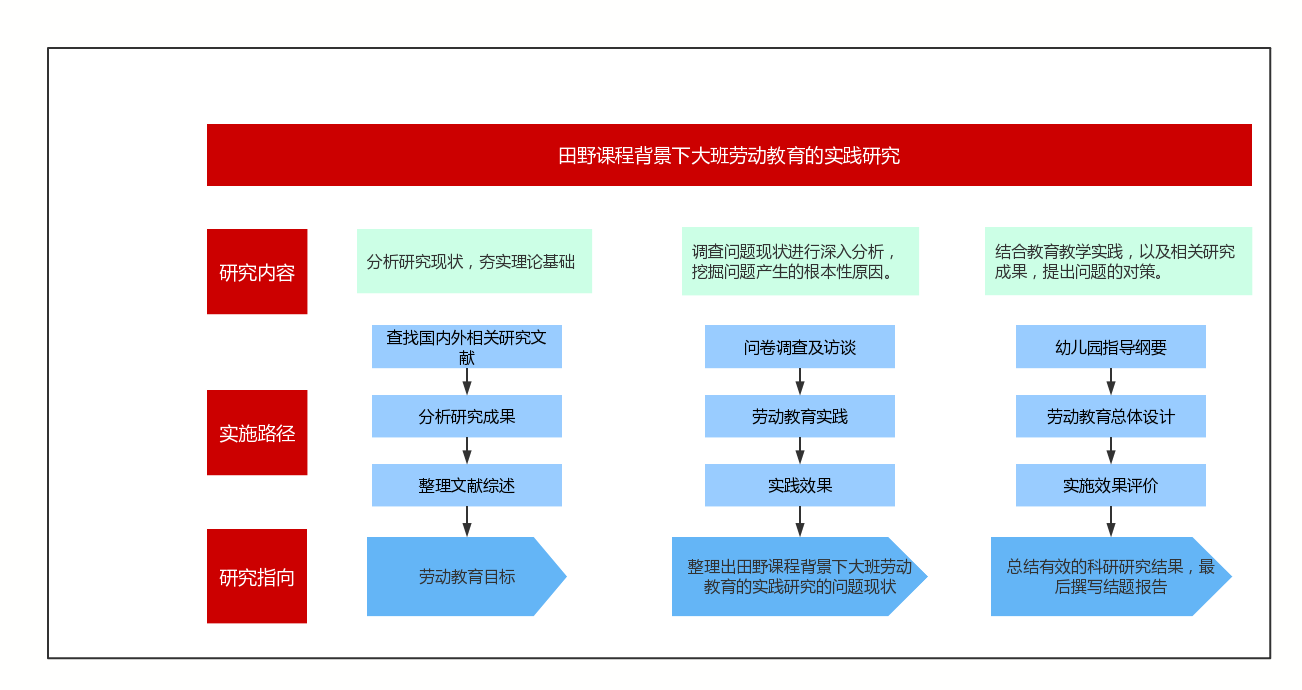 田野课程背景下大班劳动教育的实践研究
研究内容
分析研究现状，夯实理论基础
调查问题现状进行深入分析，
挖掘问题产生的根本性原因。
结合教育教学实践，以及相关研究
成果，提出问题的对策。
实施路径
查找国内外相关研究文
献
分析研究成果
整理文献综述
问卷调查及访谈
劳动教育实践
实践效果
幼儿园指导纲要
劳动教育总体设计
实施效果评价
研究指向
劳动教育目标
整理出田野课程背景下大班劳动
教育的实践研究的问题现状
总结有效的科研研究结果，最
后撰写结题报告